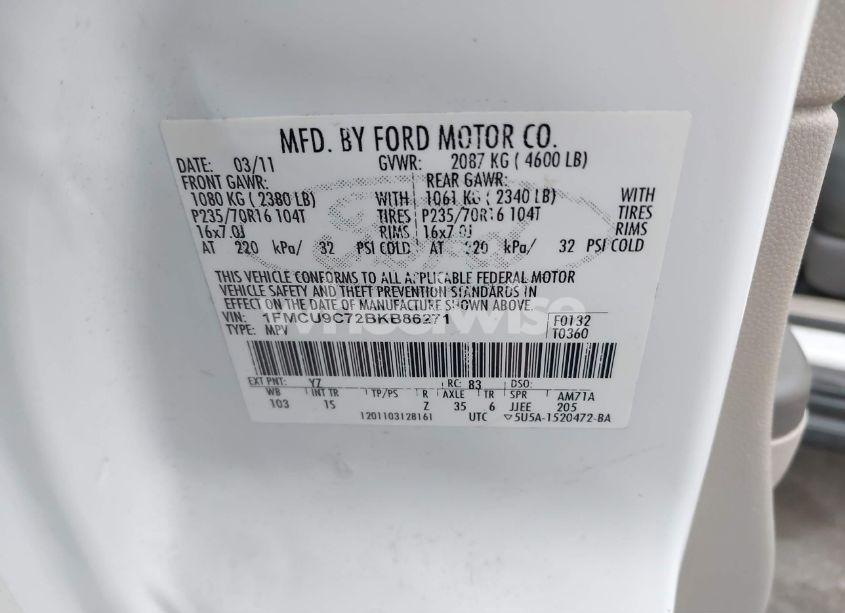 MFD. BY FORD MOTOR CO.
DATE: 03/11 GVWR: 2087 KG ( 4600 LB)
FRONT GAWR: REAR GAWR:
1080 KG ( 2380 LB) WITH 1061 KG ( 2340 LB) WITH
P235/70R16 104T TIRES P235/70R16 104T TIRES
16x7.0J RIMS 16x7.0J RIMS
AT 220 kPa/ 32 PSI COLD AT 220 kPa/ 32 PSI COLD
THIS VEHICLE CONFORMS TO ALL APPLICABLE FEDERAL MOTOR
VEHICLE SAFETY AND THEFT PREVENTION STANDARDS IN
EFFECT ON THE DATE OF MANUFACTURE SHOWN ABOVE.
VIN: 1FMCU9C72BKB86271 F0132
TYPE: MPV T0360
EXT PNT: YZ RC: 83 DSO:
WB INT TR TP/PS R AXLE TR SPR AM71A
103 1S Z 35 6 JJEE 205
1201103128161 UTC ▽5U5A-1520472-BA